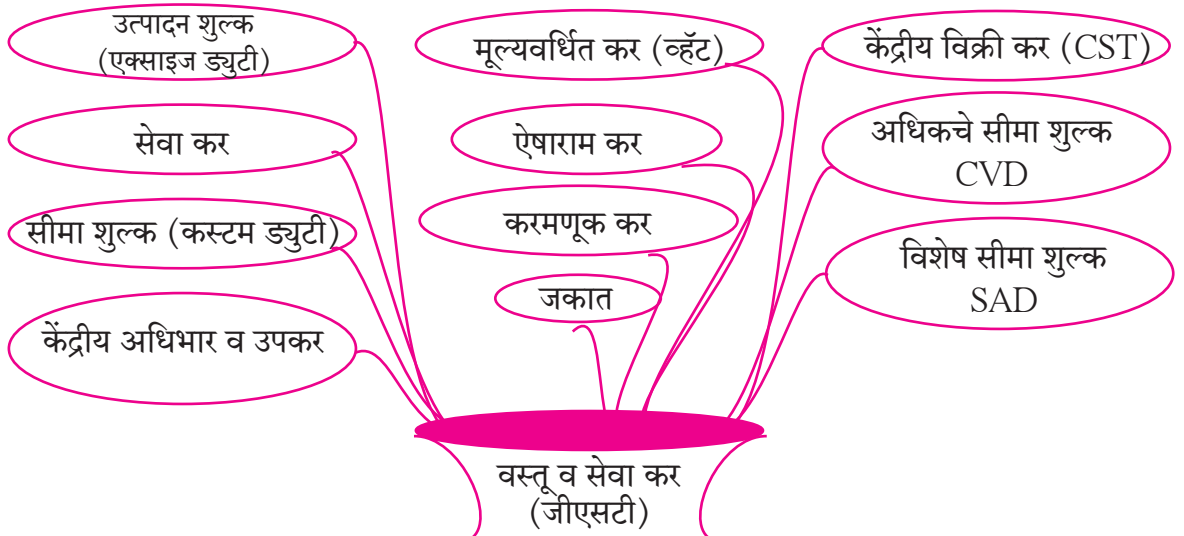 उत्पादन शुल्क
(एक्साइज ड्युटी)
सेवा कर
सीमा शुल्क (कस्टम ड्युटी)
केंद्रीय अधिभार व उपकर
मूल्यवर्धित कर (व्हॅट)
ऐषाराम कर
करमणूक कर
जकात
केंद्रीय विक्री कर (CST)
अधिकचे सीमा शुल्क
CVD
विशेष सीमा शुल्क
SAD
वस्तू व सेवा कर
(जीएसटी)